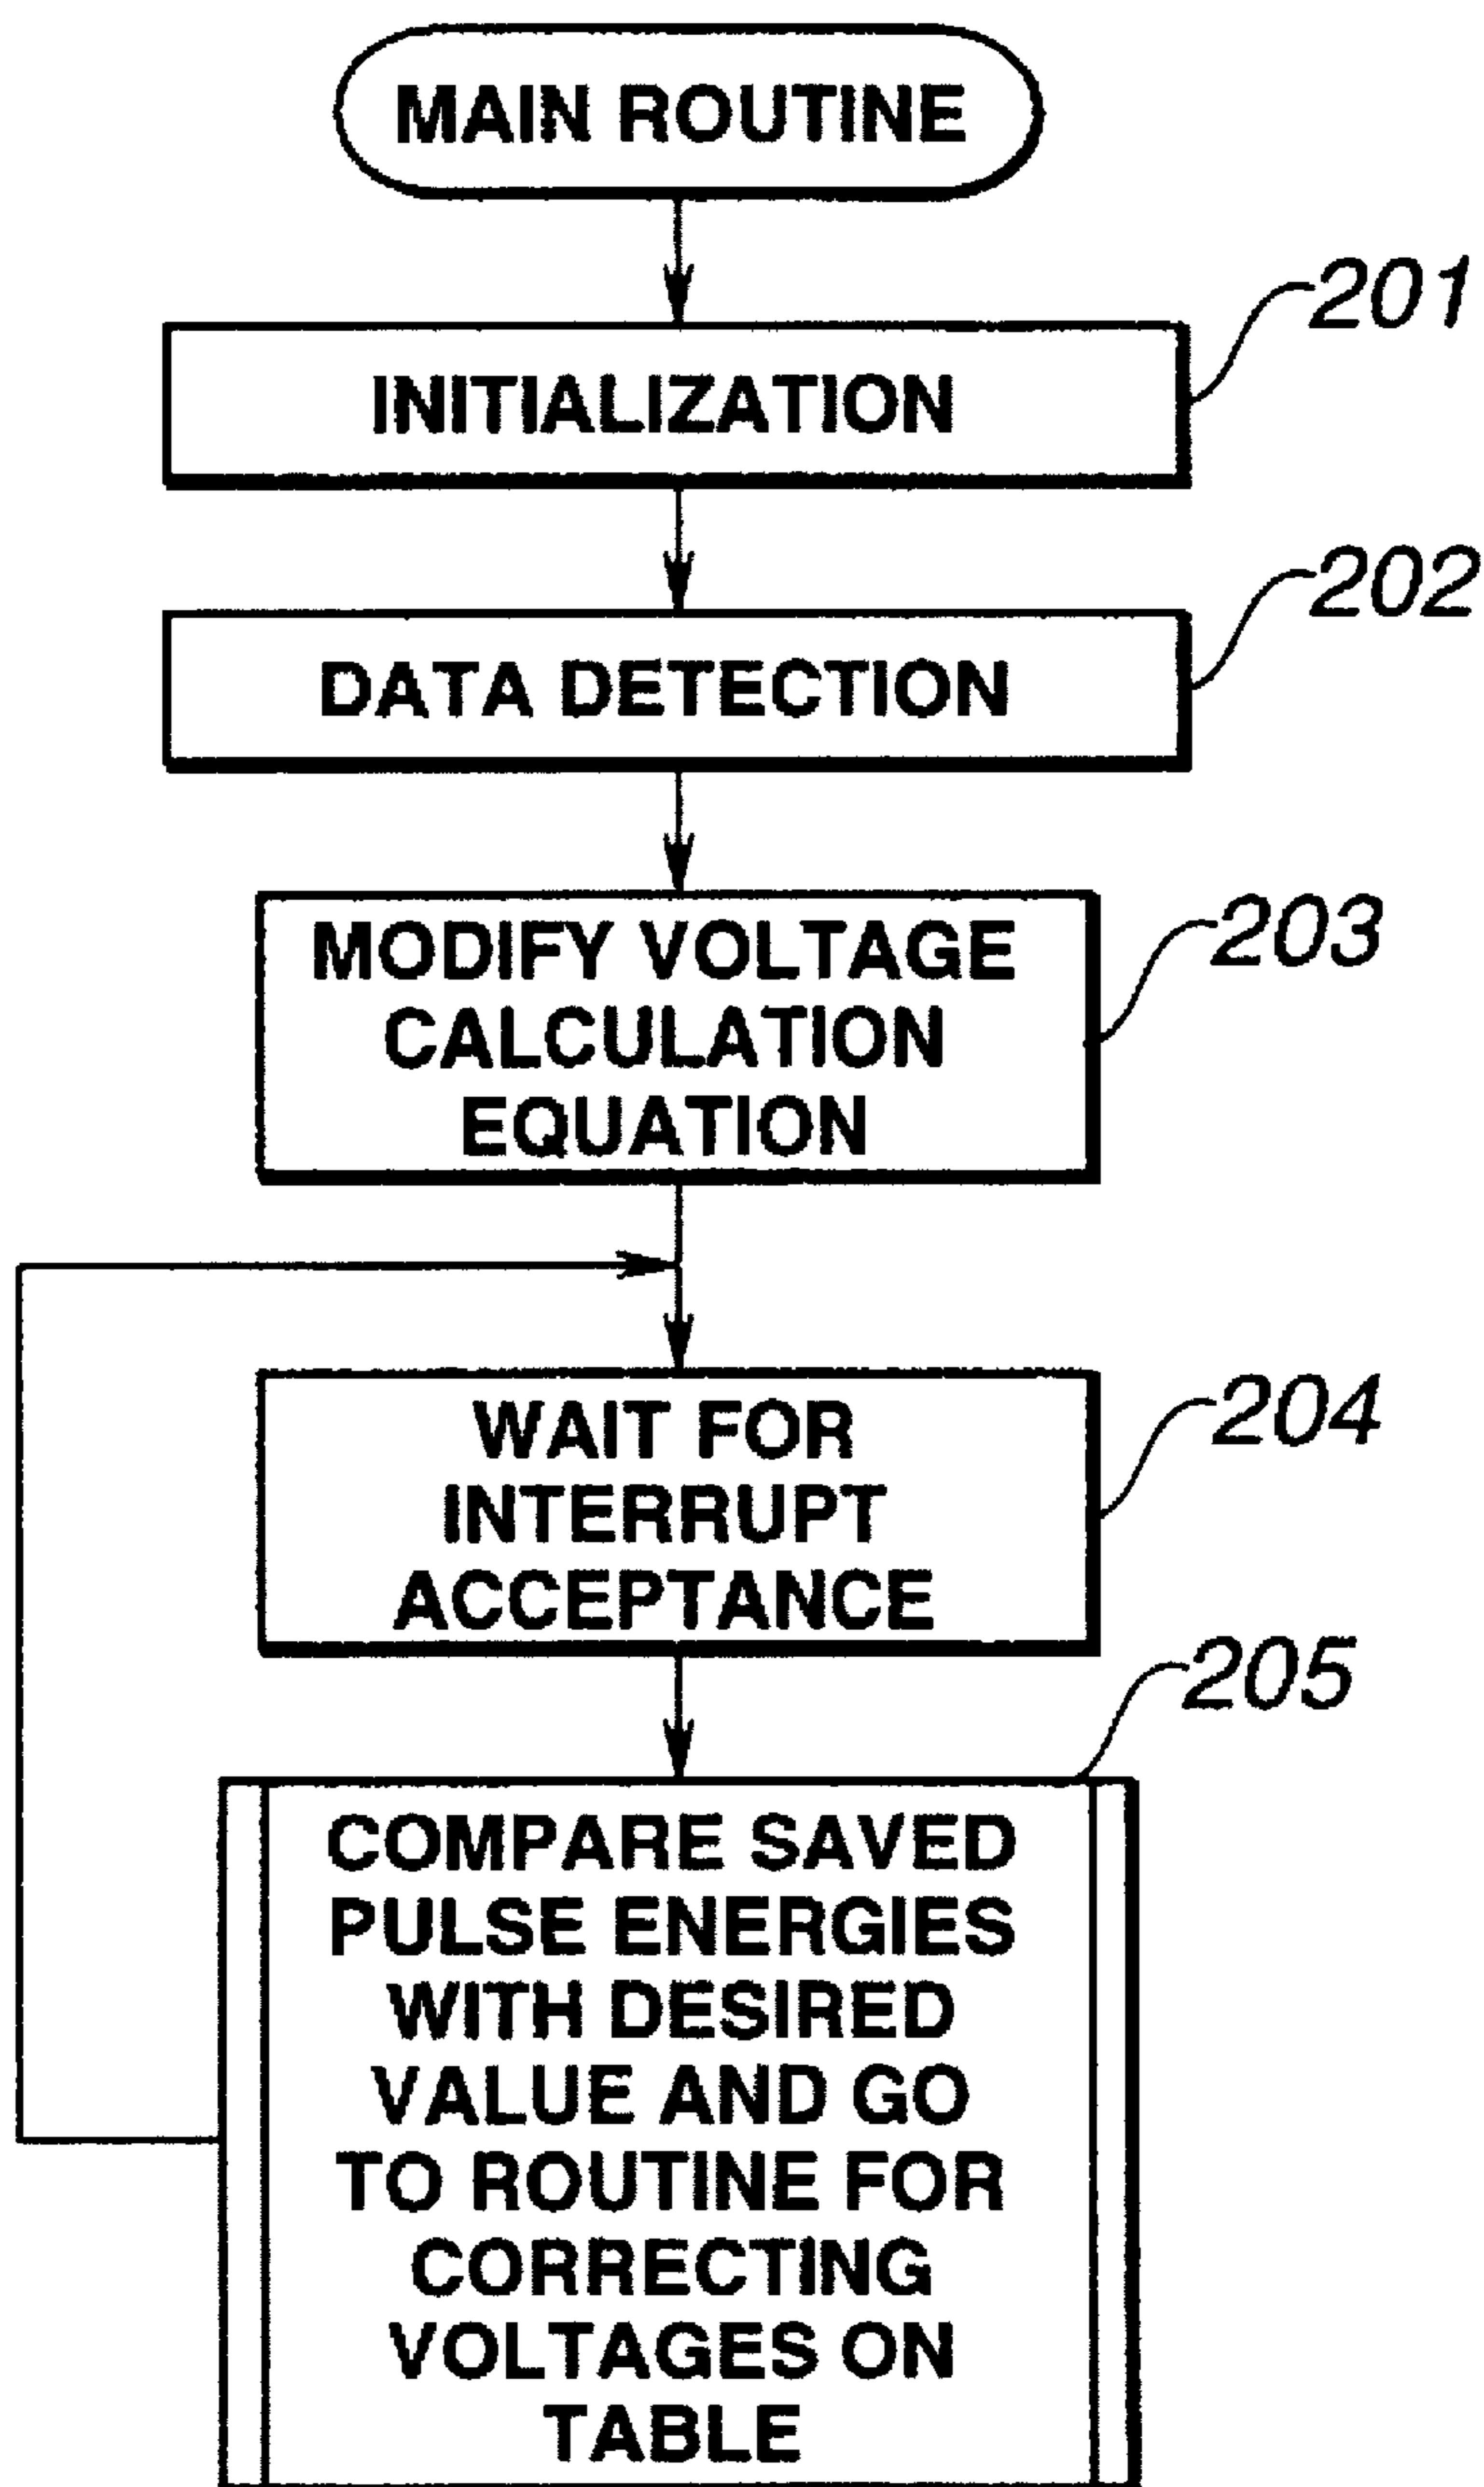 MAIN ROUTINE
201
INITIALIZATION
202
DATA DETECTION
203
MODIFY VOLTAGE
CALCULATION
EQUATION
204
WAIT FOR
INTERRUPT
ACCEPTANCE
205
COMPARE SAVED
PULSE ENERGIES
WITH DESIRED
VALUE AND GO
TO ROUTINE FOR
CORRECTING
VOLTAGES ON
TABLE